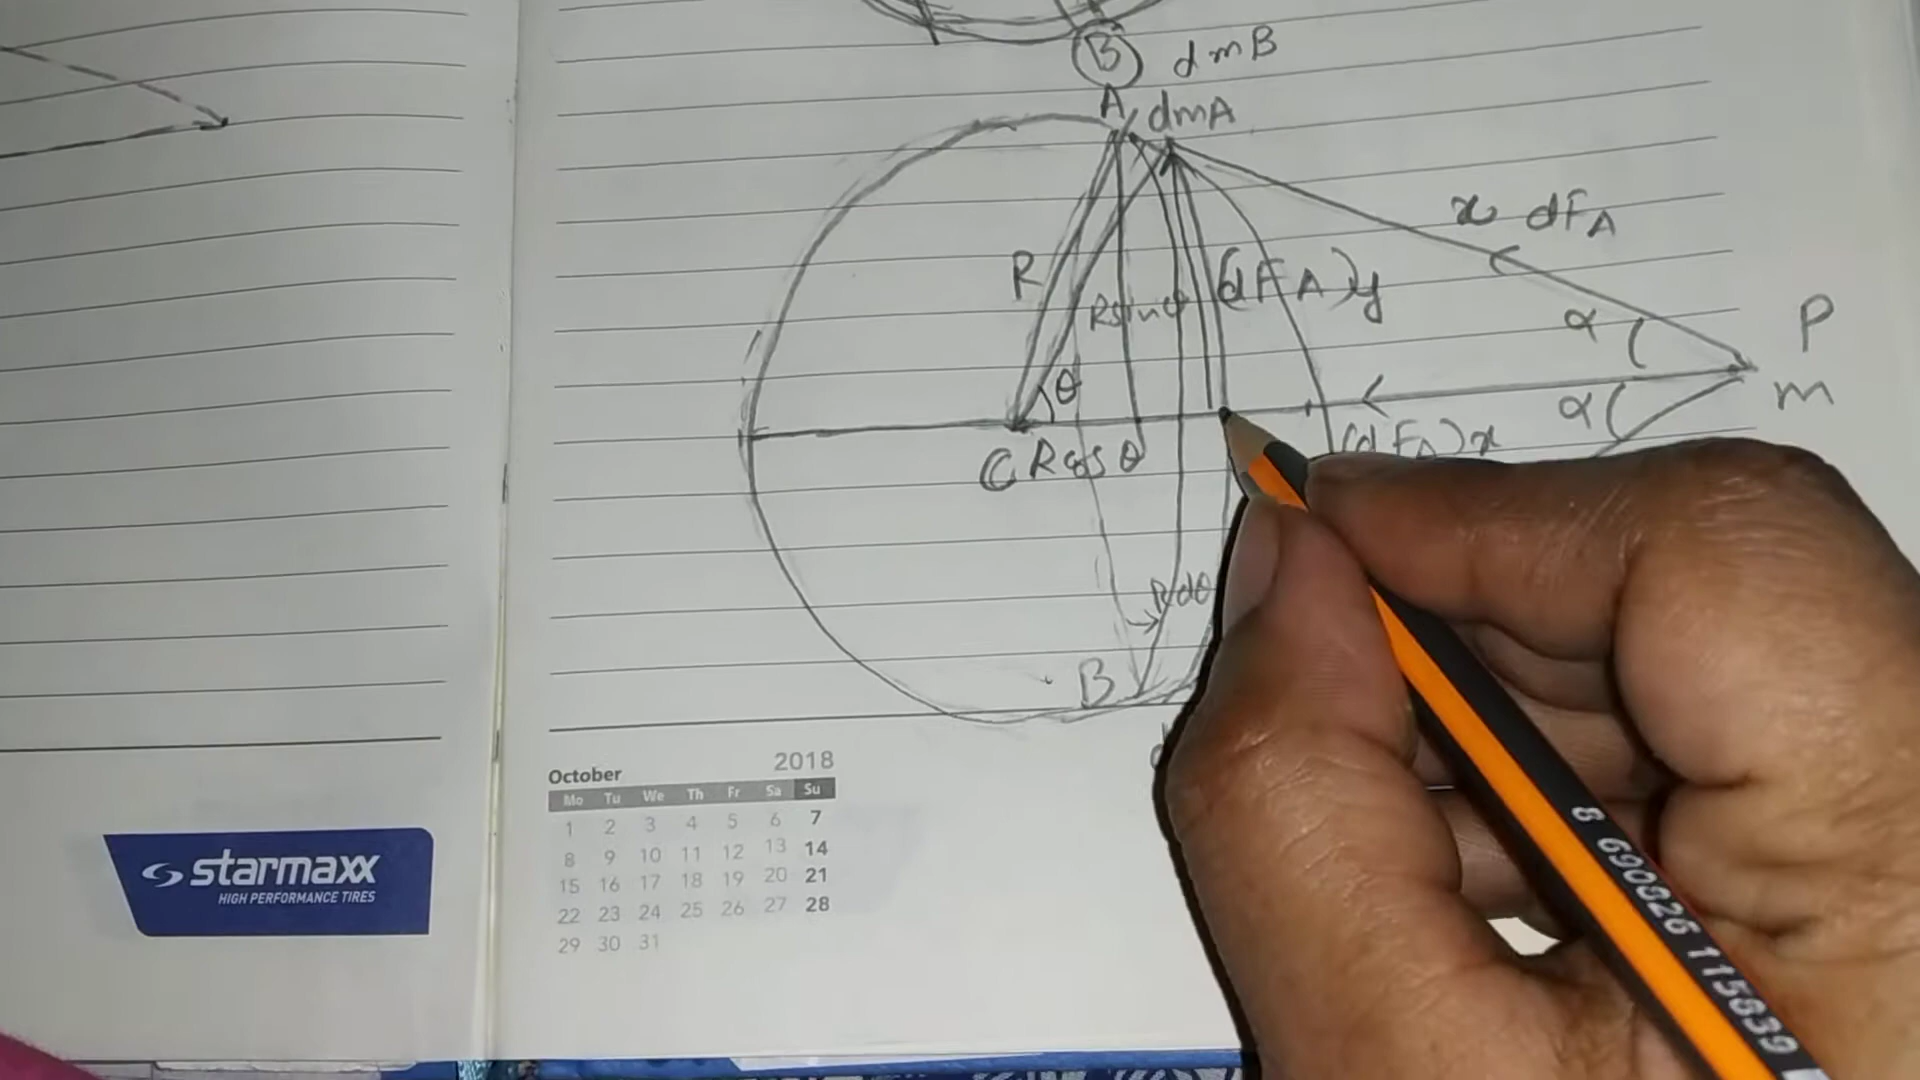 B dmB
A dmA
x dFA
R
Rsinθ
(dFA)y
α
P
θ
m
α
C Rcosθ
(dFA)x
Rdθ
B
October 2018
Mo Tu We Th Fr Sa Su
1 2 3 4 5 6 7
8 9 10 11 12 13 14
15 16 17 18 19 20 21
22 23 24 25 26 27 28
29 30 31
starmaxx
HIGH PERFORMANCE TIRES
8 690826 115839